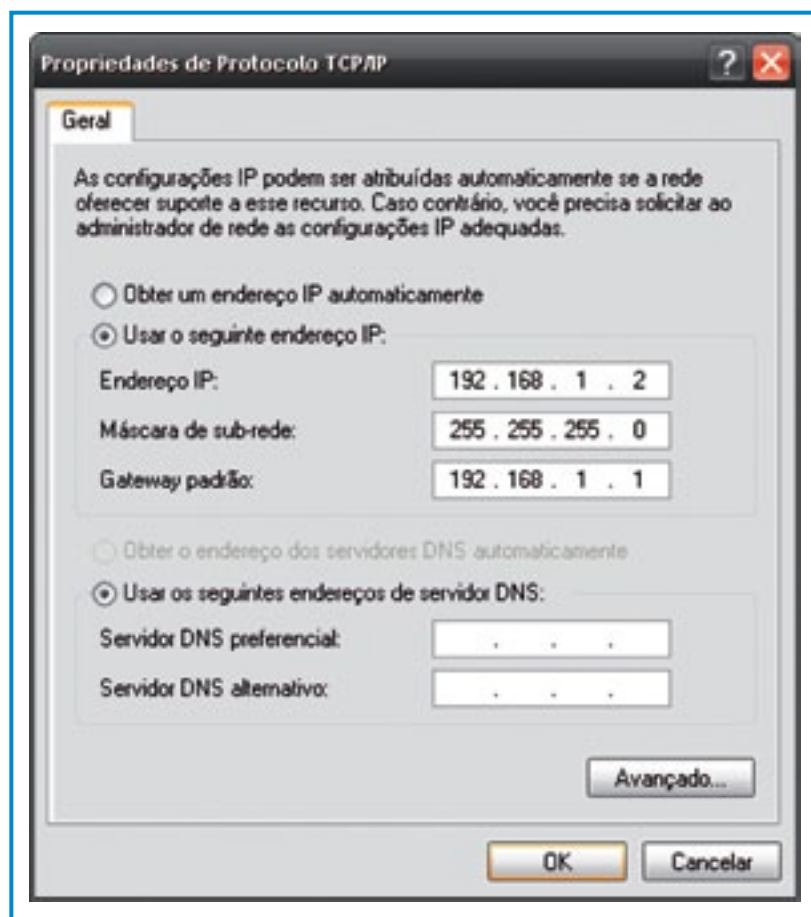 Propriedades de Protocolo TCP/IP
Geral
As configurações IP podem ser atribuídas automaticamente se a rede
oferecer suporte a esse recurso. Caso contrário, você precisa solicitar ao
administrador de rede as configurações IP adequadas.
Obter um endereço IP automaticamente
Usar o seguinte endereço IP:
Endereço IP: 192 . 168 . 1 . 2
Máscara de sub-rede: 255 . 255 . 255 . 0
Gateway padrão: 192 . 168 . 1 . 1
Obter o endereço dos servidores DNS automaticamente
Usar os seguintes endereços de servidor DNS:
Servidor DNS preferencial: . . .
Servidor DNS alternativo: . . .
Avançado...
OK Cancelar